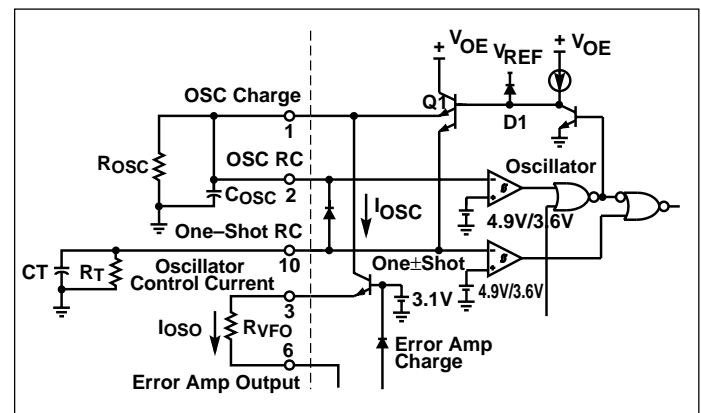 + VOE
VREF
+ VOE
OSC Charge
1
Q1
D1
ROSC
OSC RC
2
COSC
Oscillator
IOSC
4.9V/3.6V
One–Shot RC
10
One±Shot
CT
RT
Oscillator
Control Current
3
3.1V
4.9V/3.6V
IOSO
RVFO
6
Error Amp
Charge
Error Amp Output